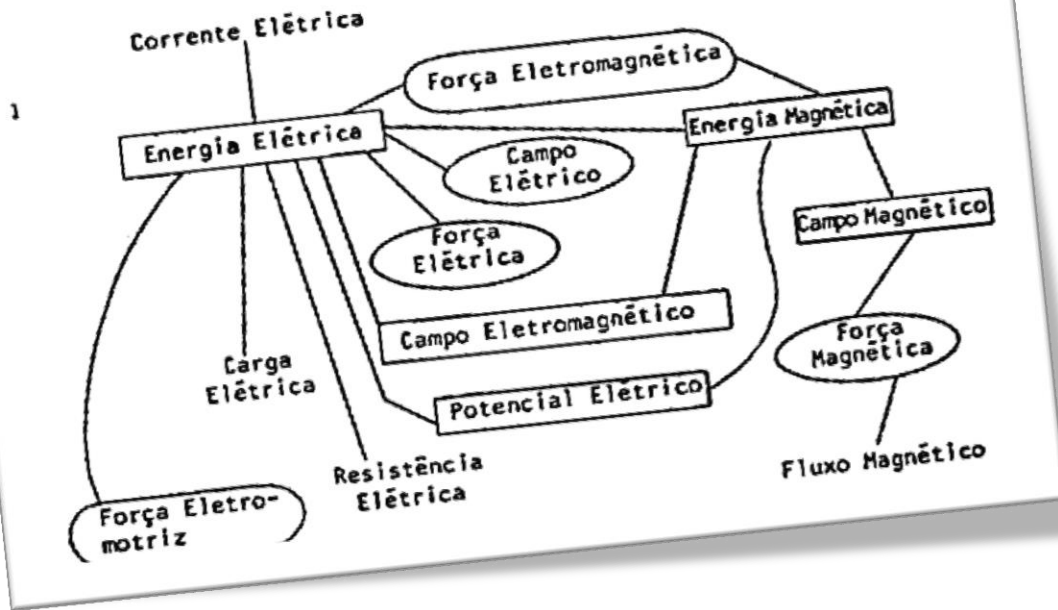 Corrente Elétrica
Força Eletromagnética
1
Energia Elétrica
Energia Magnética
Campo
Elétrico
Campo Magnético
Força
Elétrica
Campo Eletromagnético
Força
Magnética
Carga
Elétrica
Potencial Elétrico
Resistência
Elétrica
Fluxo Magnético
Força Eletro-
motriz